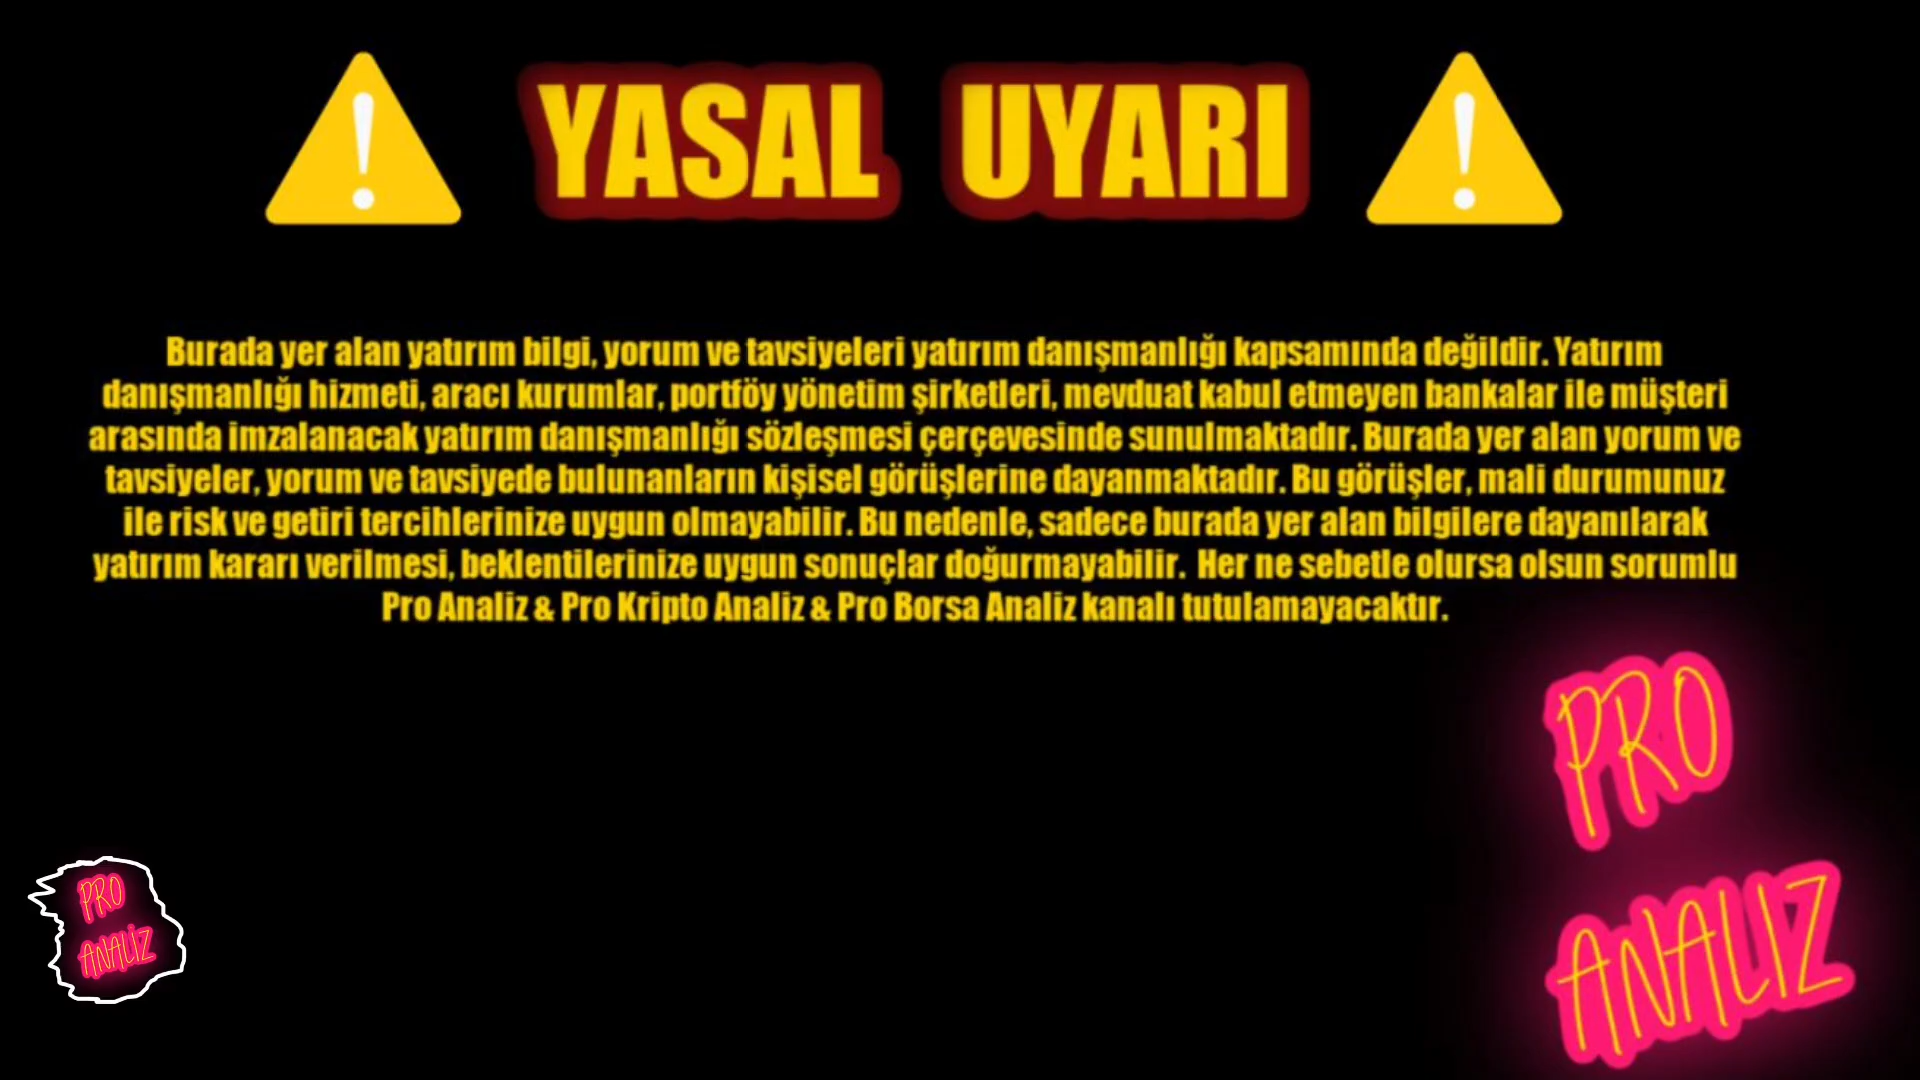 YASAL UYARI
Burada yer alan yatırım bilgi, yorum ve tavsiyeleri yatırım danışmanlığı kapsamında değildir. Yatırım
danışmanlığı hizmeti, aracı kurumlar, portföy yönetim şirketleri, mevduat kabul etmeyen bankalar ile müşteri
arasında imzalanacak yatırım danışmanlığı sözleşmesi çerçevesinde sunulmaktadır. Burada yer alan yorum ve
tavsiyeler, yorum ve tavsiyede bulunanların kişisel görüşlerine dayanmaktadır. Bu görüşler, mali durumunuz
ile risk ve getiri tercihlerinize uygun olmayabilir. Bu nedenle, sadece burada yer alan bilgilere dayanılarak
yatırım kararı verilmesi, beklentilerinize uygun sonuçlar doğurmayabilir. Her ne sebetle olursa olsun sorumlu
Pro Analiz & Pro Kripto Analiz & Pro Borsa Analiz kanalı tutulamayacaktır.
PRO
ANALIZ
PRO
ANALİZ